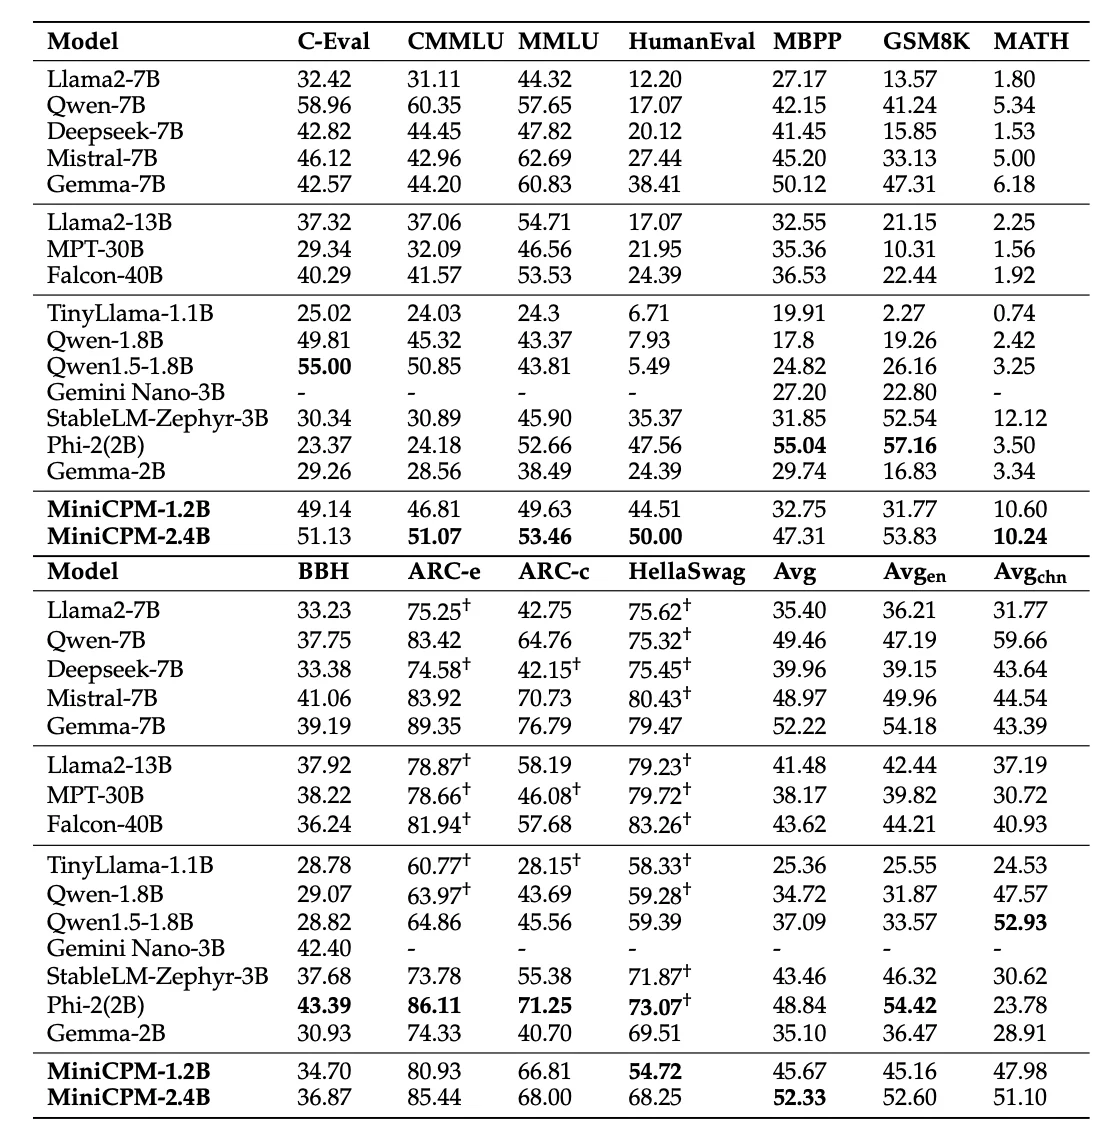 Model C-Eval CMMLU MMLU HumanEval MBPP GSM8K MATH
Llama2-7B 32.42 31.11 44.32 12.20 27.17 13.57 1.80
Qwen-7B 58.96 60.35 57.65 17.07 42.15 41.24 5.34
Deepseek-7B 42.82 44.45 47.82 20.12 41.45 15.85 1.53
Mistral-7B 46.12 42.96 62.69 27.44 45.20 33.13 5.00
Gemma-7B 42.57 44.20 60.83 38.41 50.12 47.31 6.18
Llama2-13B 37.32 37.06 54.71 17.07 32.55 21.15 2.25
MPT-30B 29.34 32.09 46.56 21.95 35.36 10.31 1.56
Falcon-40B 40.29 41.57 53.53 24.39 36.53 22.44 1.92
TinyLlama-1.1B 25.02 24.03 24.3 6.71 19.91 2.27 0.74
Qwen-1.8B 49.81 45.32 43.37 7.93 17.8 19.26 2.42
Qwen1.5-1.8B 55.00 50.85 43.81 5.49 24.82 26.16 3.25
Gemini Nano-3B - - - - 27.20 22.80 -
StableLM-Zephyr-3B 30.34 30.89 45.90 35.37 31.85 52.54 12.12
Phi-2(2B) 23.37 24.18 52.66 47.56 55.04 57.16 3.50
Gemma-2B 29.26 28.56 38.49 24.39 29.74 16.83 3.34
MiniCPM-1.2B 49.14 46.81 49.63 44.51 32.75 31.77 10.60
MiniCPM-2.4B 51.13 51.07 53.46 50.00 47.31 53.83 10.24
Model BBH ARC-e ARC-c HellaSwag Avg Avgen Avgchn
Llama2-7B 33.23 75.25† 42.75 75.62† 35.40 36.21 31.77
Qwen-7B 37.75 83.42 64.76 75.32† 49.46 47.19 59.66
Deepseek-7B 33.38 74.58† 42.15† 75.45† 39.96 39.15 43.64
Mistral-7B 41.06 83.92 70.73 80.43† 48.97 49.96 44.54
Gemma-7B 39.19 89.35 76.79 79.47 52.22 54.18 43.39
Llama2-13B 37.92 78.87† 58.19 79.23† 41.48 42.44 37.19
MPT-30B 38.22 78.66† 46.08† 79.72† 38.17 39.82 30.72
Falcon-40B 36.24 81.94† 57.68 83.26† 43.62 44.21 40.93
TinyLlama-1.1B 28.78 60.77† 28.15† 58.33† 25.36 25.55 24.53
Qwen-1.8B 29.07 63.97† 43.69 59.28† 34.72 31.87 47.57
Qwen1.5-1.8B 28.82 64.86 45.56 59.39 37.09 33.57 52.93
Gemini Nano-3B 42.40 - - - - - -
StableLM-Zephyr-3B 37.68 73.78 55.38 71.87† 43.46 46.32 30.62
Phi-2(2B) 43.39 86.11 71.25 73.07† 48.84 54.42 23.78
Gemma-2B 30.93 74.33 40.70 69.51 35.10 36.47 28.91
MiniCPM-1.2B 34.70 80.93 66.81 54.72 45.67 45.16 47.98
MiniCPM-2.4B 36.87 85.44 68.00 68.25 52.33 52.60 51.10